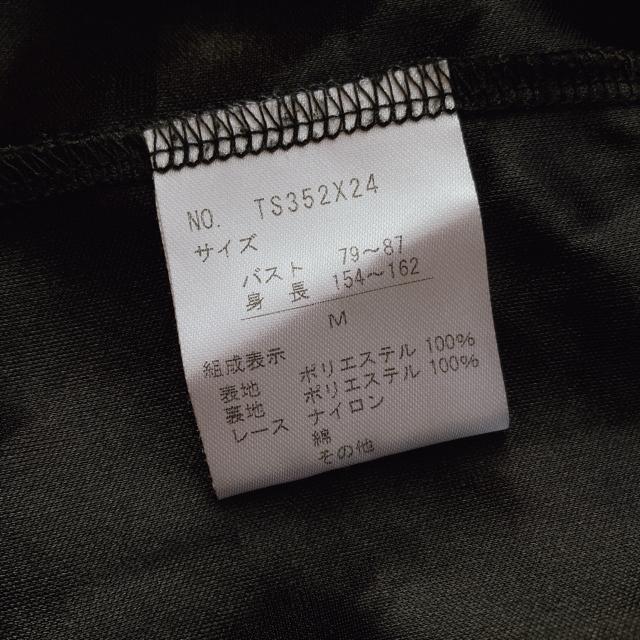 NO. TS352X24
サイズ
バスト 79～87
身長 154～162
M
組成表示
表地 ポリエステル 100%
裏地 ポリエステル 100%
レース ナイロン
綿
その他